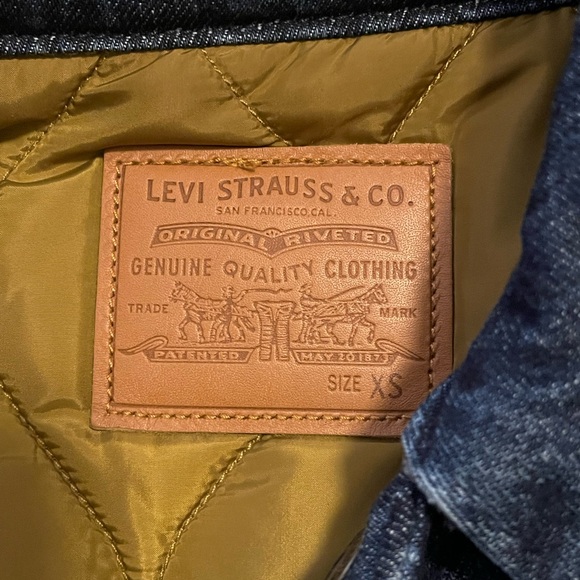 LEVI STRAUSS & CO.
SAN FRANCISCO, CAL.
ORIGINAL RIVETED
GENUINE QUALITY CLOTHING
TRADE MARK
PATENTED MAY 20 1873
SIZE XS